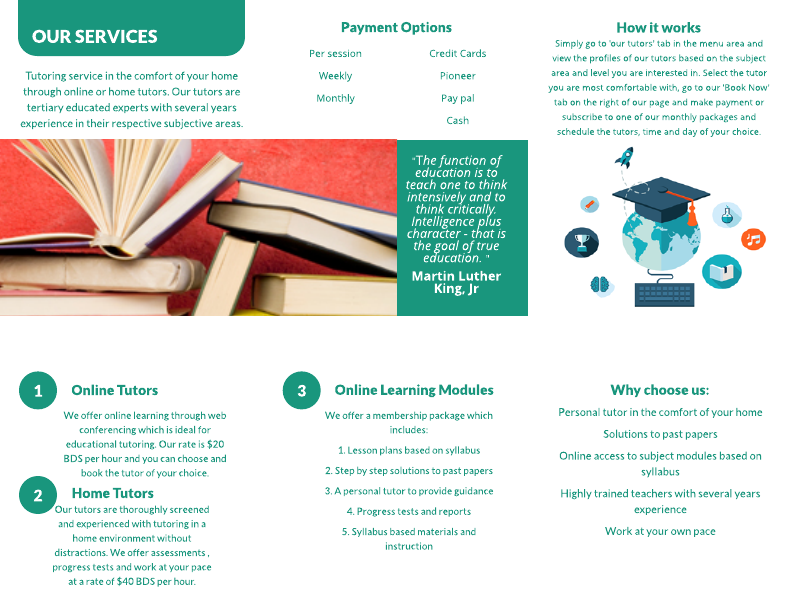 OUR SERVICES
Tutoring service in the comfort of your home
through online or home tutors. Our tutors are
tertiary educated experts with several years
experience in their respective subjective areas.
Payment Options
Per session
Weekly
Monthly
Credit Cards
Pioneer
Pay pal
Cash
How it works
Simply go to 'our tutors' tab in the menu area and
view the profiles of our tutors based on the subject
area and level you are interested in. Select the tutor
you are most comfortable with, go to our 'Book Now'
tab on the right of our page and make payment or
subscribe to one of our monthly packages and
schedule the tutors, time and day of your choice.
"The function of
education is to
teach one to think
intensively and to
think critically.
Intelligence plus
character - that is
the goal of true
education. "
Martin Luther
King, Jr
1
Online Tutors
We offer online learning through web
conferencing which is ideal for
educational tutoring. Our rate is $20
BDS per hour and you can choose and
book the tutor of your choice.
2
Home Tutors
Our tutors are thoroughly screened
and experienced with tutoring in a
home environment without
distractions. We offer assessments ,
progress tests and work at your pace
at a rate of $40 BDS per hour.
3
Online Learning Modules
We offer a membership package which
includes:
1. Lesson plans based on syllabus
2. Step by step solutions to past papers
3. A personal tutor to provide guidance
4. Progress tests and reports
5. Syllabus based materials and
instruction
Why choose us:
Personal tutor in the comfort of your home
Solutions to past papers
Online access to subject modules based on
syllabus
Highly trained teachers with several years
experience
Work at your own pace